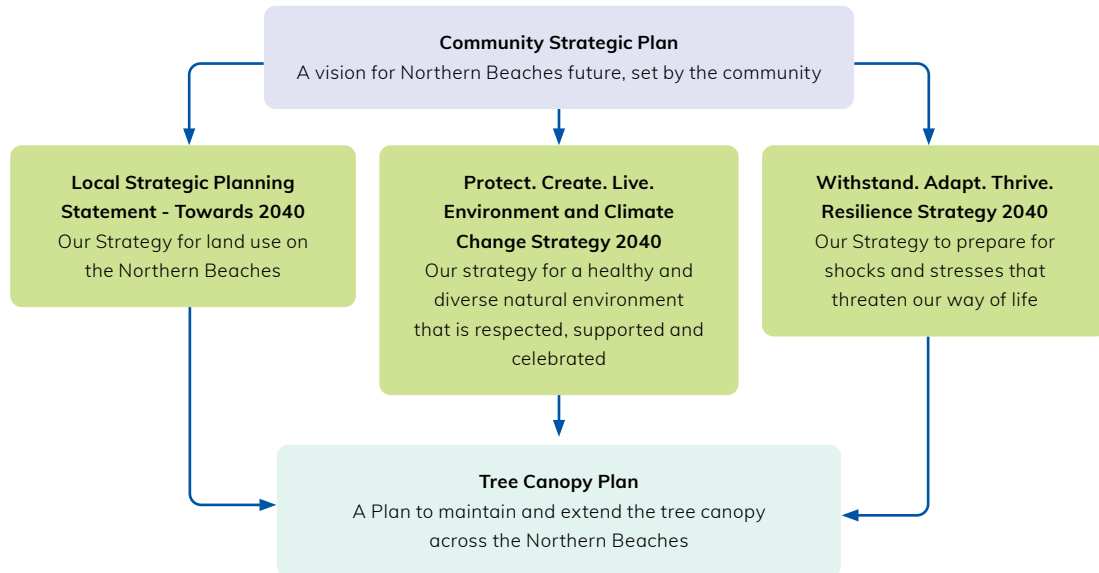 Community Strategic Plan
A vision for Northern Beaches future, set by the community
Local Strategic Planning
Statement - Towards 2040
Our Strategy for land use on
the Northern Beaches
Protect. Create. Live.
Environment and Climate
Change Strategy 2040
Our strategy for a healthy and
diverse natural environment
that is respected, supported and
celebrated
Withstand. Adapt. Thrive.
Resilience Strategy 2040
Our Strategy to prepare for
shocks and stresses that
threaten our way of life
Tree Canopy Plan
A Plan to maintain and extend the tree canopy
across the Northern Beaches